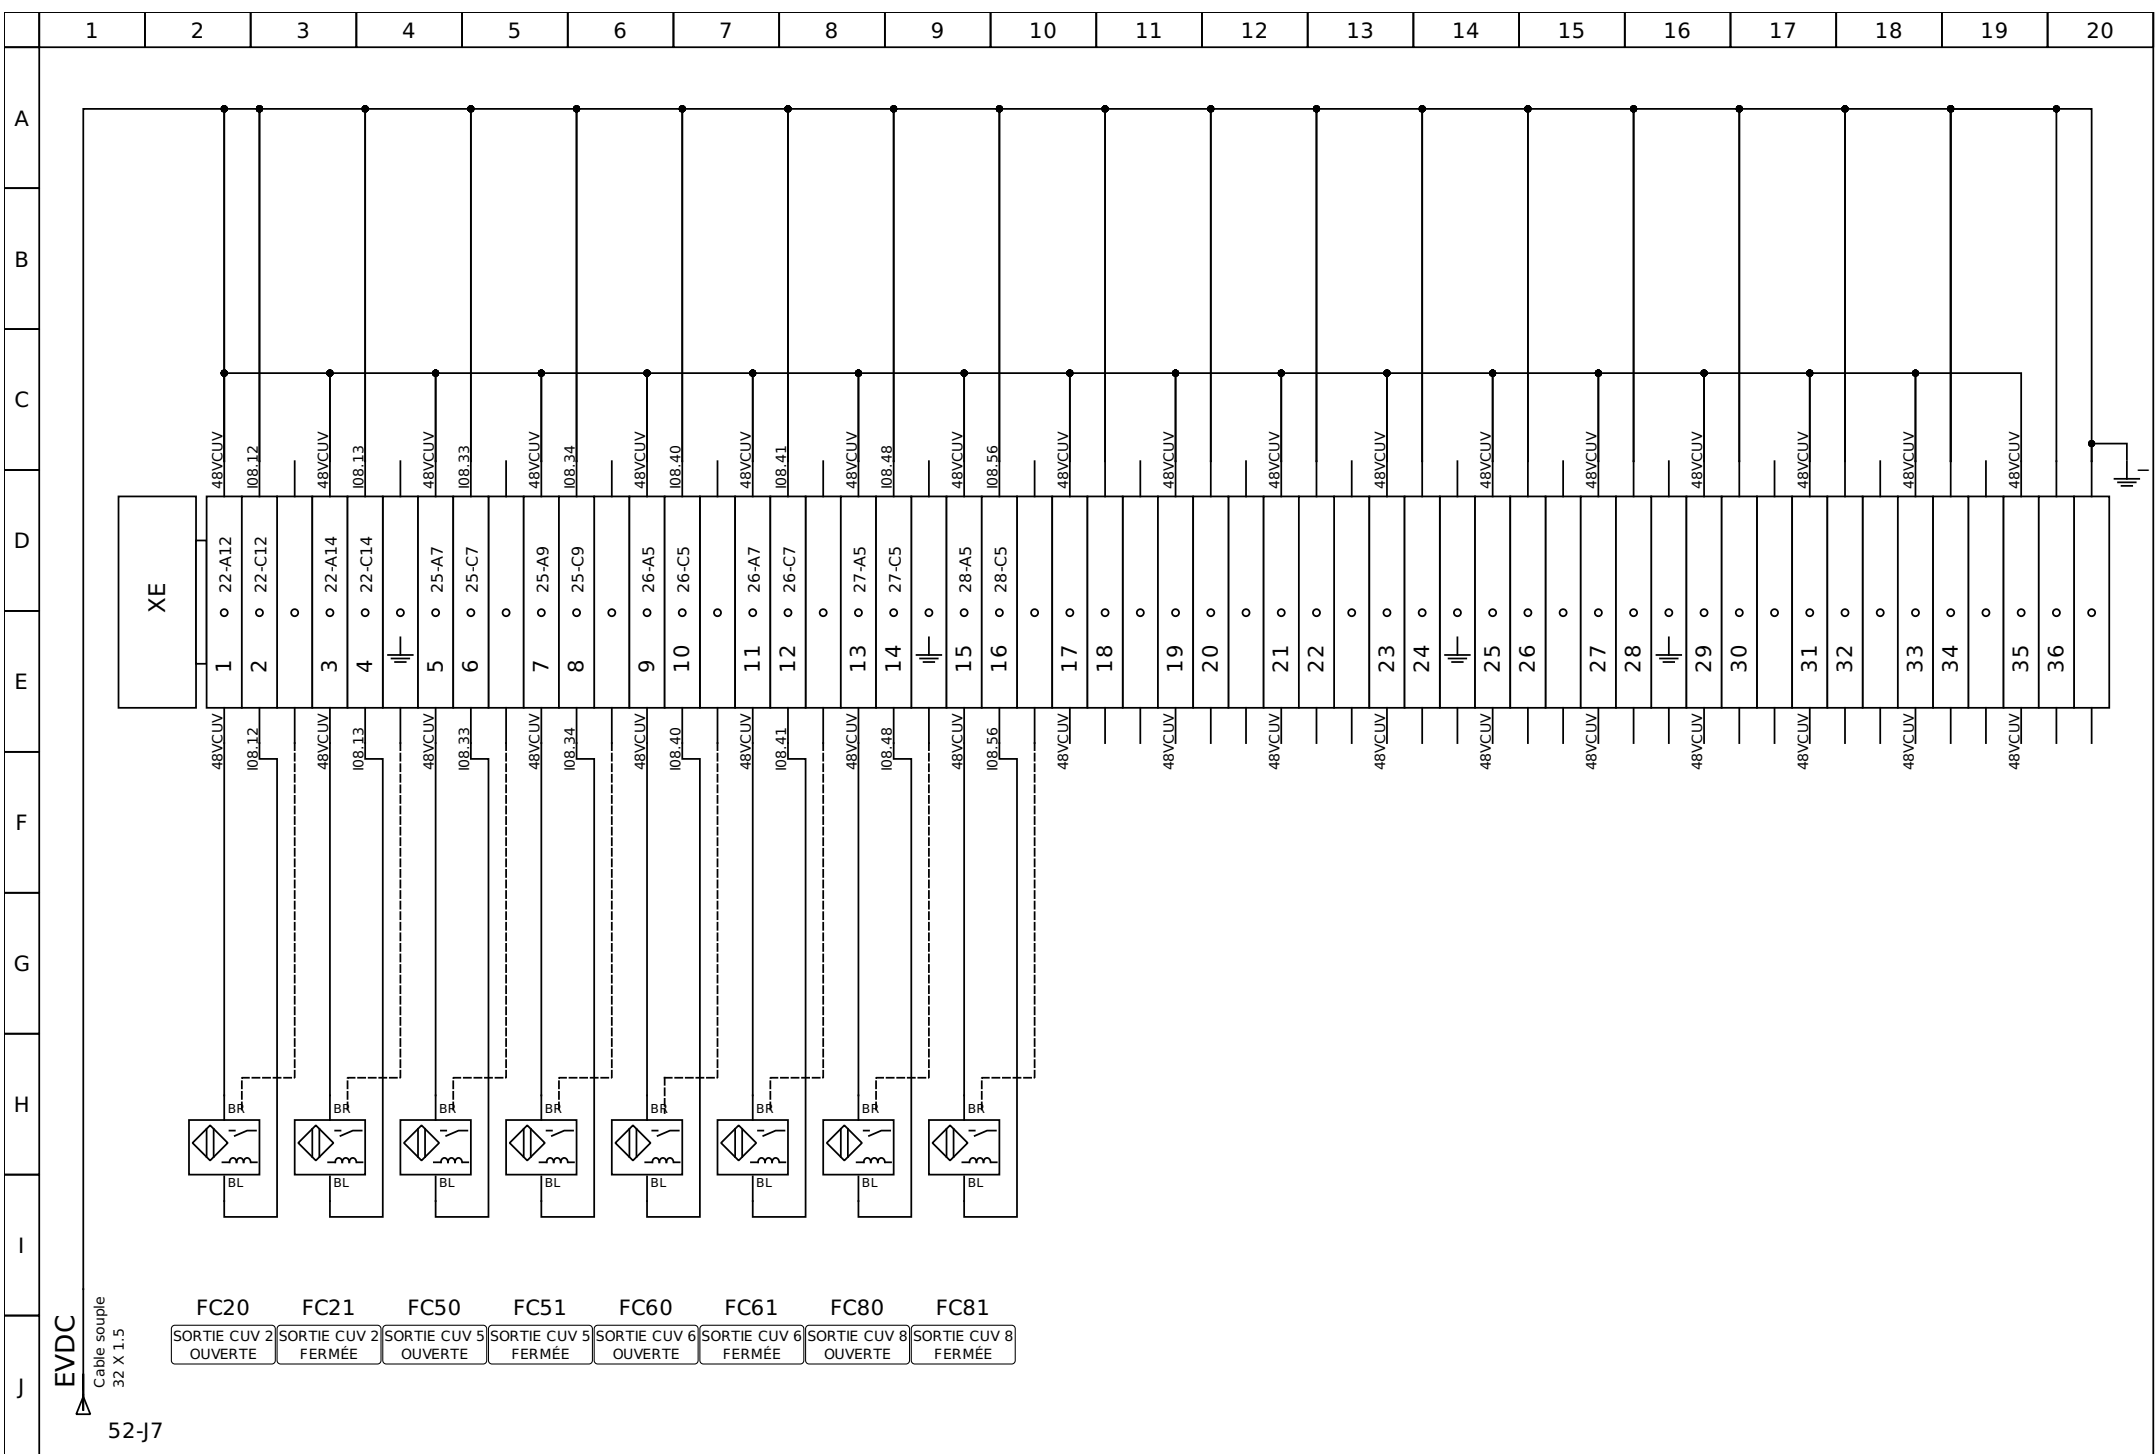 1 2 3 4 5 6 7 8 9 10 11 12 13 14 15 16 17 18 19 20
A
B
C
D
E
F
G
H
I
J
48VCUV I08.12 48VCUV I08.13 48VCUV I08.33 48VCUV I08.34 48VCUV I08.40 48VCUV I08.41 48VCUV I08.48 48VCUV I08.56 48VCUV 48VCUV 48VCUV 48VCUV 48VCUV 48VCUV 48VCUV 48VCUV 48VCUV 48VCUV
XE
22-A12 22-C12 22-A14 22-C14 25-A7 25-C7 25-A9 25-C9 26-A5 26-C5 26-A7 26-C7 27-A5 27-C5 28-A5 28-C5
1 2 3 4 5 6 7 8 9 10 11 12 13 14 15 16 17 18 19 20 21 22 23 24 25 26 27 28 29 30 31 32 33 34 35 36
48VCUV I08.12 48VCUV I08.13 48VCUV I08.33 48VCUV I08.34 48VCUV I08.40 48VCUV I08.41 48VCUV I08.48 48VCUV I08.56 48VCUV 48VCUV 48VCUV 48VCUV 48VCUV 48VCUV 48VCUV 48VCUV 48VCUV 48VCUV
BR BR BR BR BR BR BR BR
BL BL BL BL BL BL BL BL
FC20 FC21 FC50 FC51 FC60 FC61 FC80 FC81
SORTIE CUV 2 SORTIE CUV 2 SORTIE CUV 5 SORTIE CUV 5 SORTIE CUV 6 SORTIE CUV 6 SORTIE CUV 8 SORTIE CUV 8
OUVERTE FERMÉE OUVERTE FERMÉE OUVERTE FERMÉE OUVERTE FERMÉE
EVDC
Cable souple
32 X 1.5
52-J7